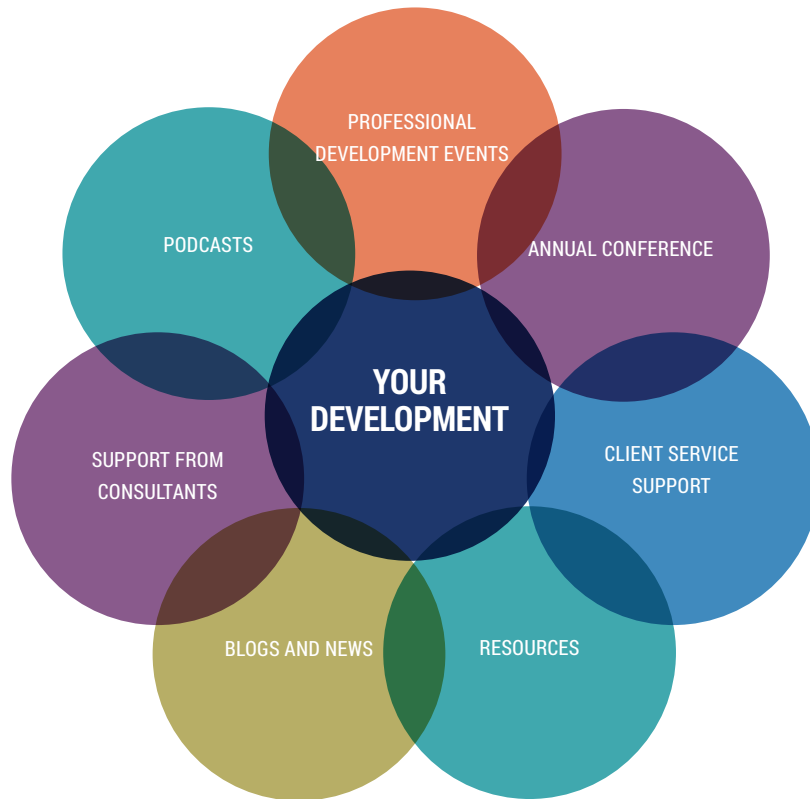 PROFESSIONAL
DEVELOPMENT EVENTS
PODCASTS
ANNUAL CONFERENCE
YOUR
DEVELOPMENT
SUPPORT FROM
CONSULTANTS
CLIENT SERVICE
SUPPORT
BLOGS AND NEWS
RESOURCES